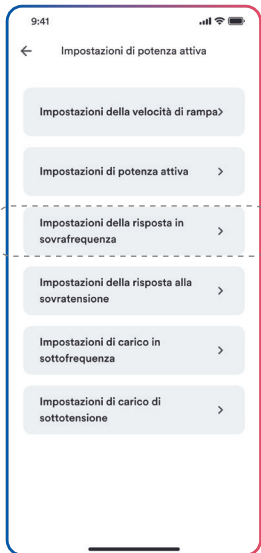 9:41
Impostazioni di potenza attiva
Impostazioni della velocità di rampa>
Impostazioni di potenza attiva >
Impostazioni della risposta in
sovrafrequenza >
Impostazioni della risposta alla
sovratensione >
Impostazioni di carico in
sottofrequenza >
Impostazioni di carico di
sottotensione >